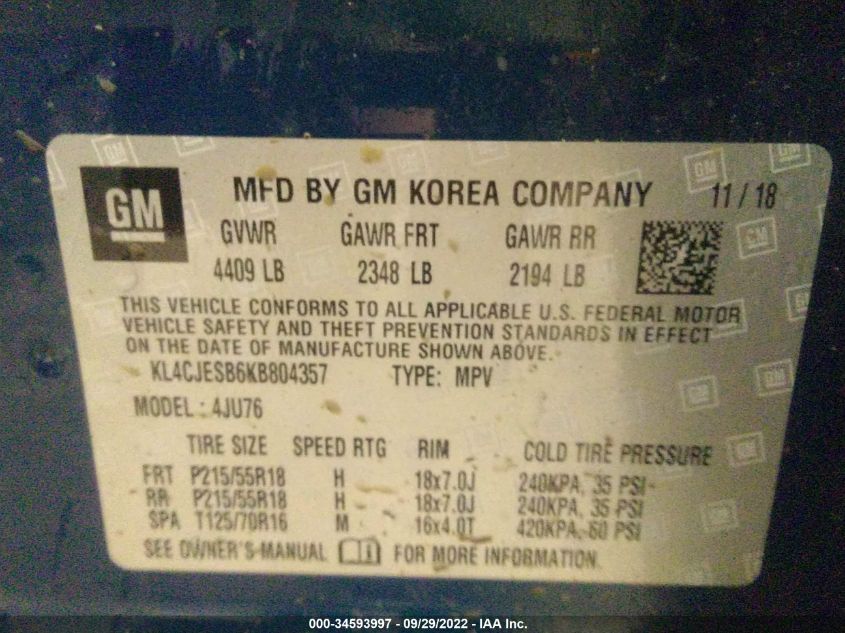 GM MFD BY GM KOREA COMPANY 11/18
GVWR GAWR FRT GAWR RR
4409 LB 2348 LB 2194 LB
THIS VEHICLE CONFORMS TO ALL APPLICABLE U.S. FEDERAL MOTOR
VEHICLE SAFETY AND THEFT PREVENTION STANDARDS IN EFFECT
ON THE DATE OF MANUFACTURE SHOWN ABOVE.
KL4CJESB6KB804357 TYPE: MPV
MODEL: 4JU76
TIRE SIZE SPEED RTG RIM COLD TIRE PRESSURE
FRT P215/55R18 H 18x7.0J 240KPA, 35 PSI
RR P215/55R18 H 18x7.0J 240KPA, 35 PSI
SPA T125/70R16 M 16x4.0T 420KPA, 60 PSI
SEE OWNER'S MANUAL FOR MORE INFORMATION.
000-34593997 - 09/29/2022 - IAA Inc.